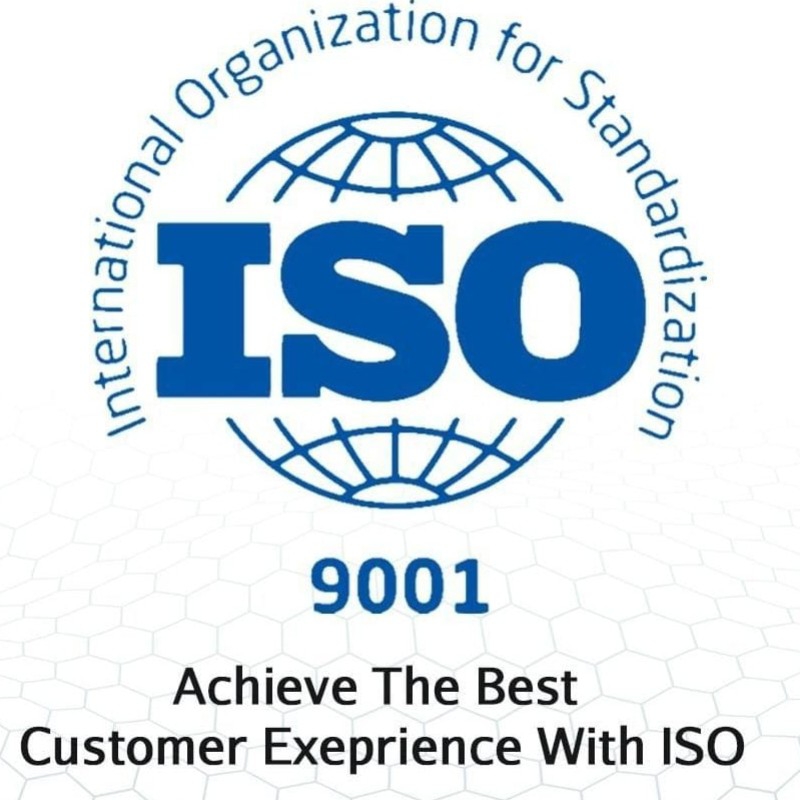 International Organization for Standardization
ISO
9001
Achieve The Best
Customer Exeprience With ISO